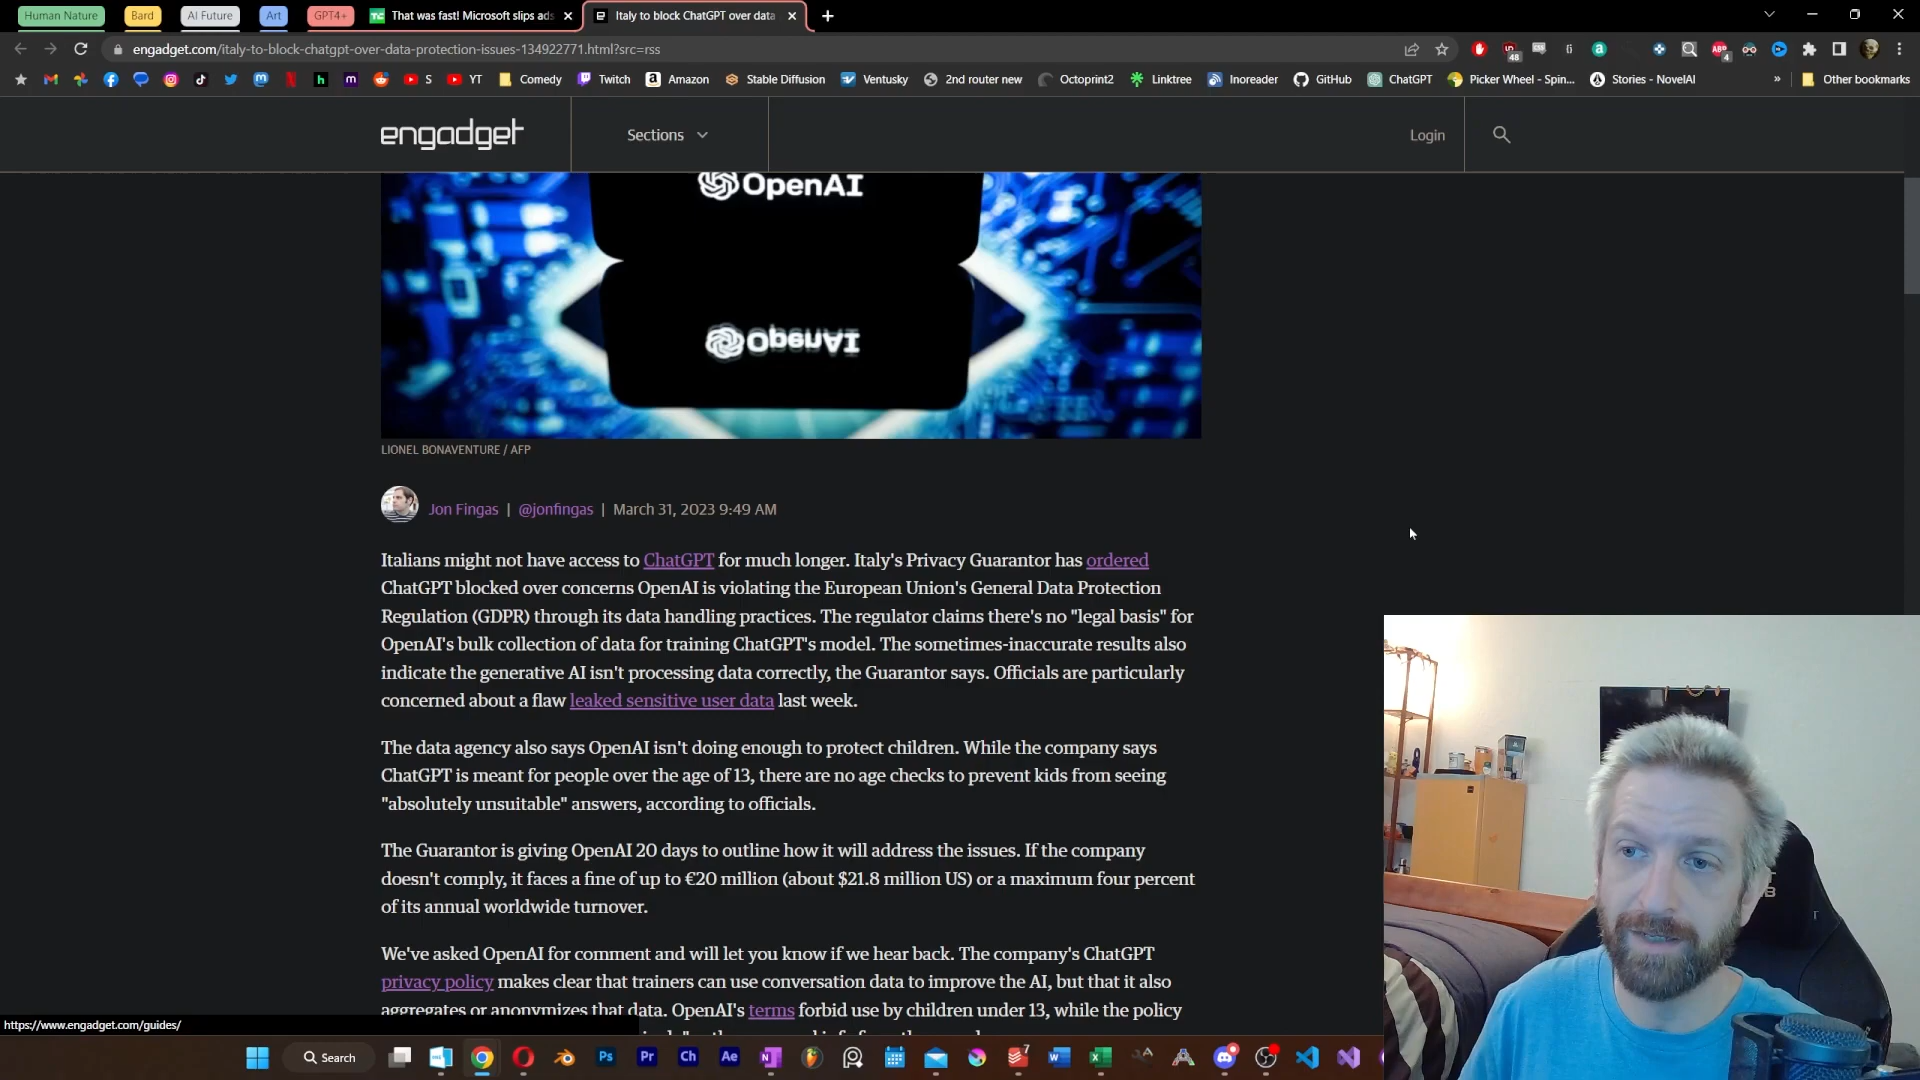 Human Nature
Bard
AI Future
Art
GPT4+
That was fast! Microsoft slips ads
Italy to block ChatGPT over data
engadget.com/italy-to-block-chatgpt-over-data-protection-issues-134922771.html?src=rss
48
4
S
YT
Comedy
Twitch
Amazon
Stable Diffusion
Ventusky
2nd router new
Octoprint2
Linktree
Inoreader
GitHub
ChatGPT
Picker Wheel - Spin...
Stories - NovelAI
Other bookmarks
engadget
Sections
Login
OpenAI
OpenAI
LIONEL BONAVENTURE / AFP
Jon Fingas | @jonfingas | March 31, 2023 9:49 AM
Italians might not have access to ChatGPT for much longer. Italy's Privacy Guarantor has ordered
ChatGPT blocked over concerns OpenAI is violating the European Union's General Data Protection
Regulation (GDPR) through its data handling practices. The regulator claims there's no "legal basis" for
OpenAI's bulk collection of data for training ChatGPT's model. The sometimes-inaccurate results also
indicate the generative AI isn't processing data correctly, the Guarantor says. Officials are particularly
concerned about a flaw leaked sensitive user data last week.
The data agency also says OpenAI isn't doing enough to protect children. While the company says
ChatGPT is meant for people over the age of 13, there are no age checks to prevent kids from seeing
"absolutely unsuitable" answers, according to officials.
The Guarantor is giving OpenAI 20 days to outline how it will address the issues. If the company
doesn't comply, it faces a fine of up to €20 million (about $21.8 million US) or a maximum four percent
of its annual worldwide turnover.
We've asked OpenAI for comment and will let you know if we hear back. The company's ChatGPT
privacy policy makes clear that trainers can use conversation data to improve the AI, but that it also
aggregates or anonymizes that data. OpenAI's terms forbid use by children under 13, while the policy
https://www.engadget.com/guides/
Search
Ps
Pr
Ch
Ae
7